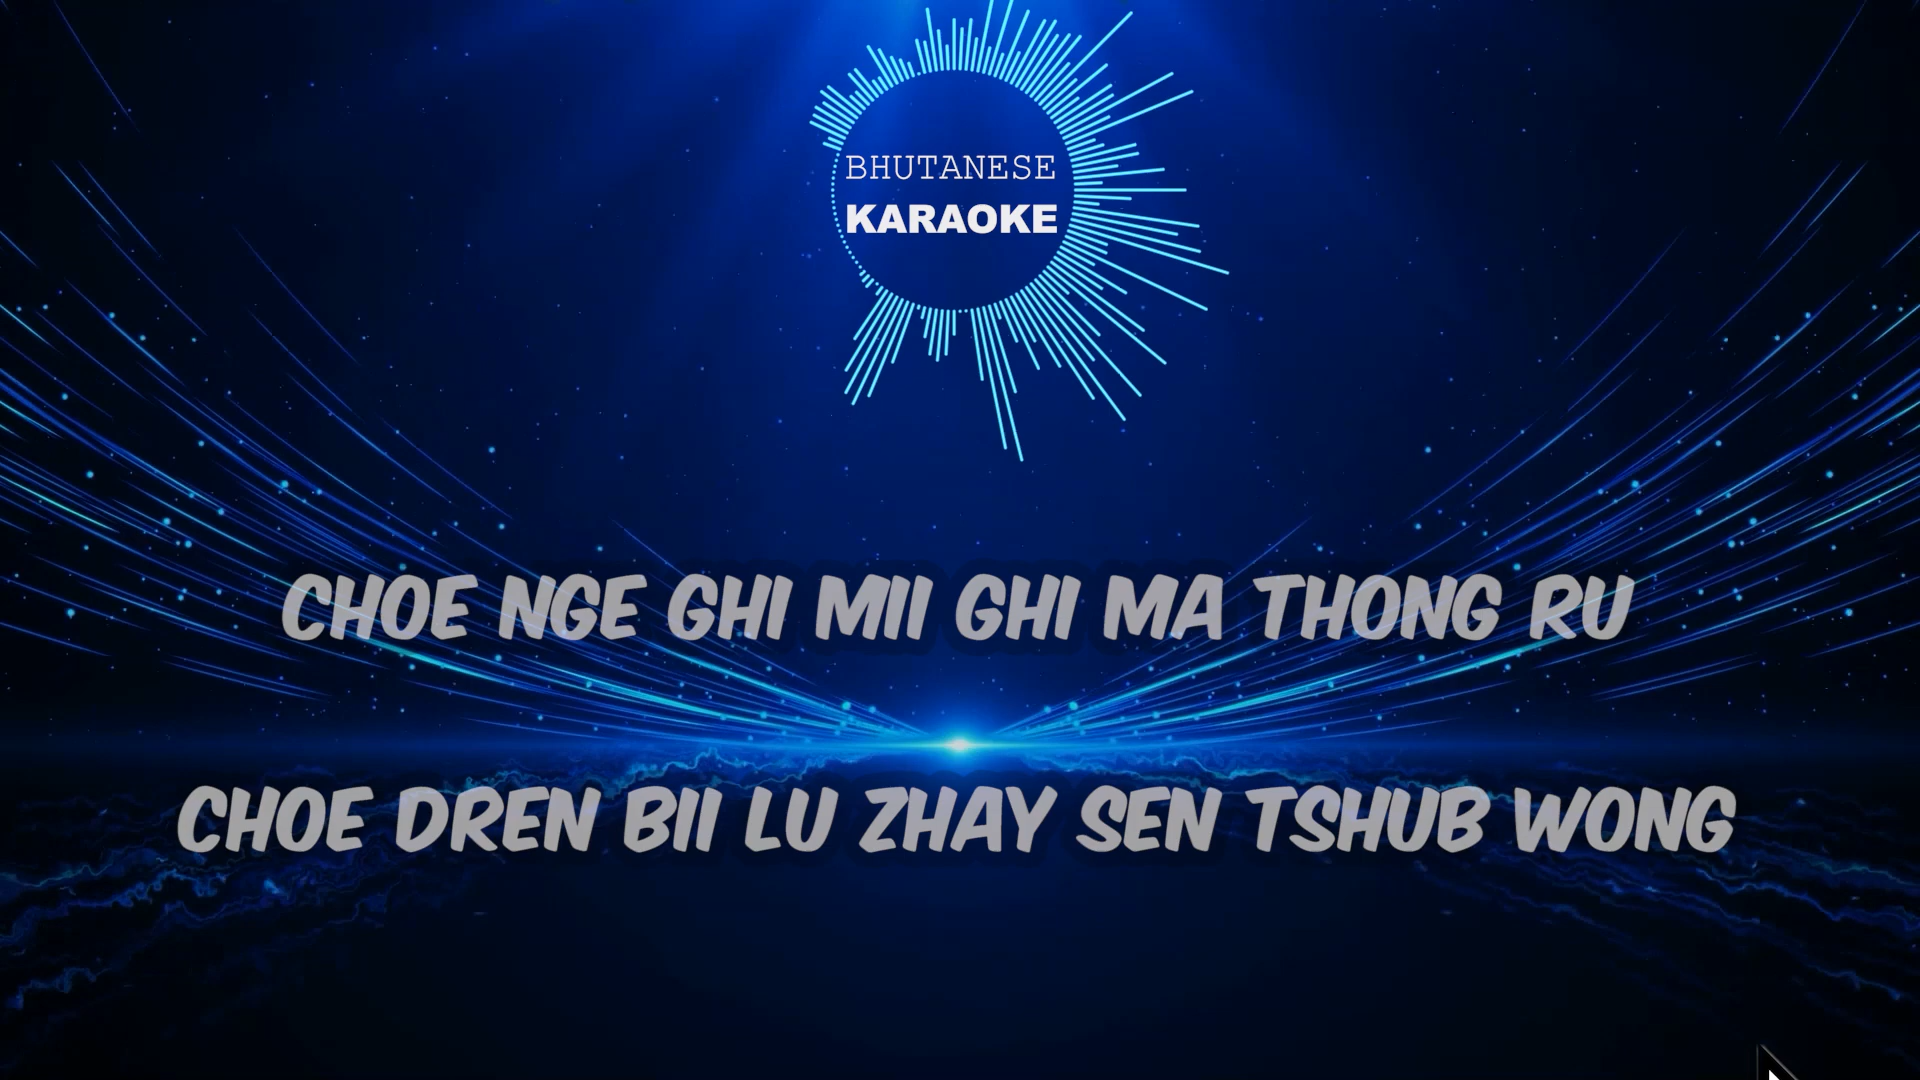 BHUTANESE
KARAOKE
CHOE NGE GHI MII GHI MA THONG RU
CHOE DREN BII LU ZHAY SEN TSHUB WONG